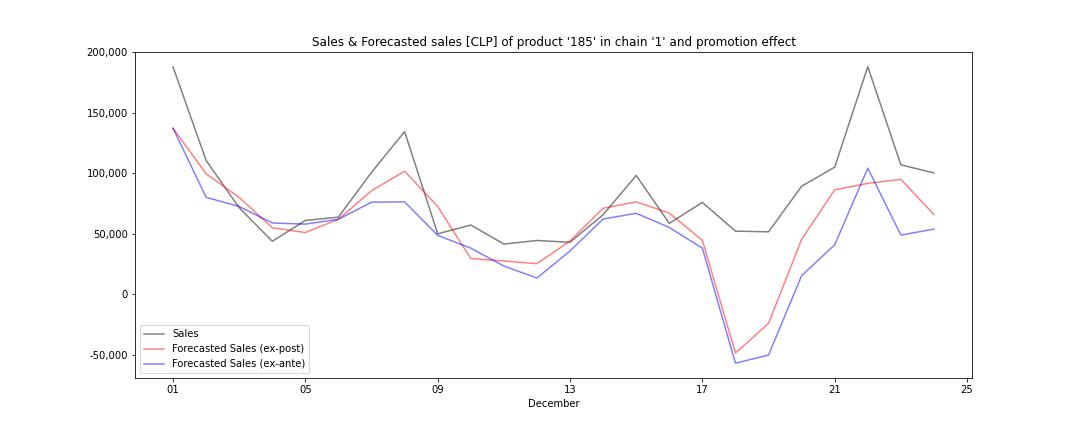 Sales & Forecasted sales [CLP] of product '185' in chain '1' and promotion effect
200,000
150,000
100,000
50,000
0
-50,000
Sales
Forecasted Sales (ex-post)
Forecasted Sales (ex-ante)
01 05 09 13 17 21 25
December